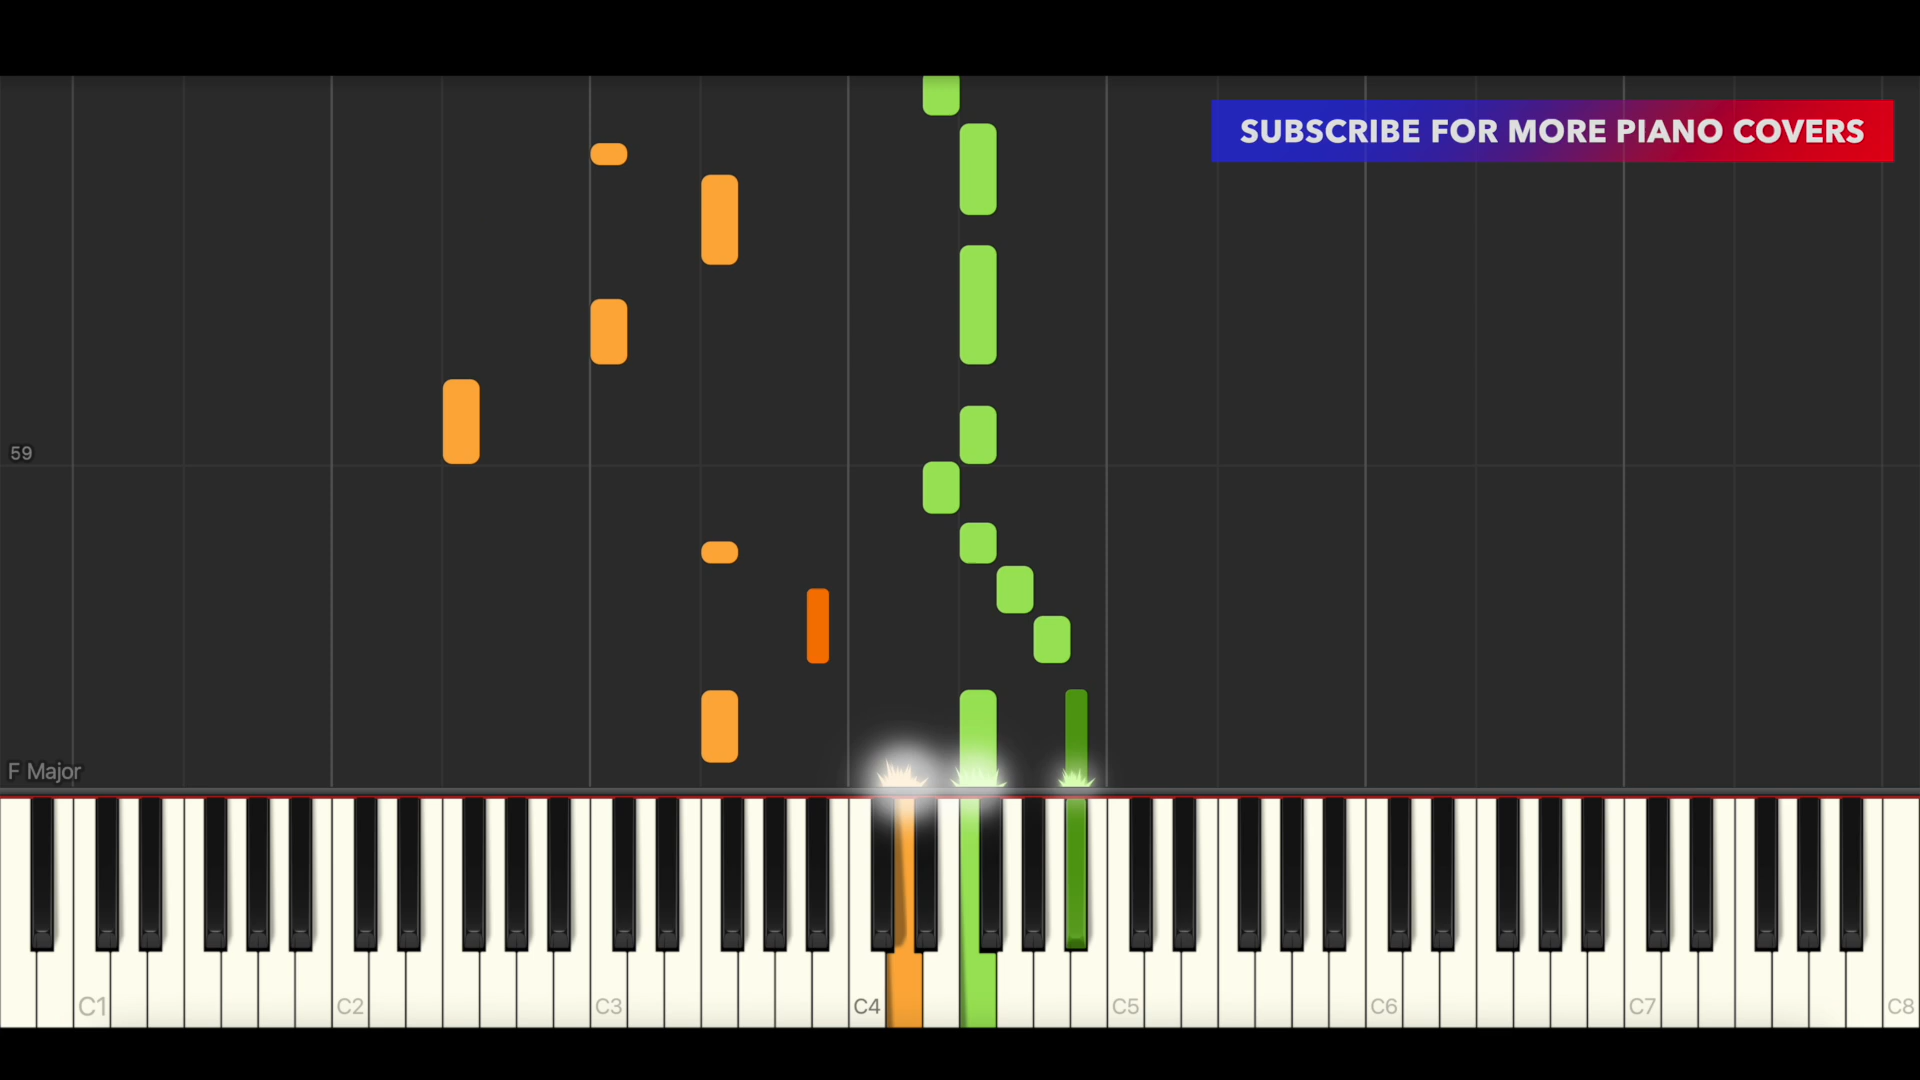 SUBSCRIBE FOR MORE PIANO COVERS
59
F Major
C1 C2 C3 C4 C5 C6 C7 C8